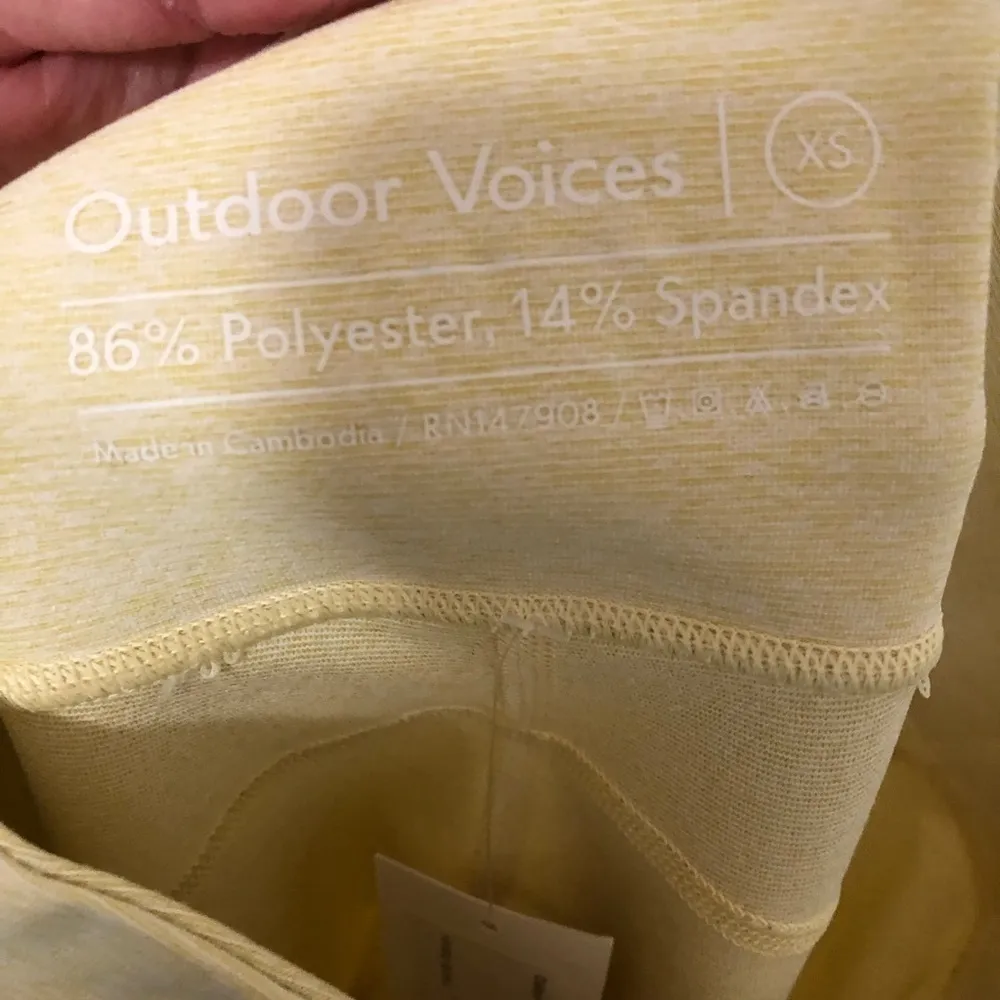 Outdoor Voices | XS
86% Polyester, 14% Spandex
Made in Cambodia / RN147908 /